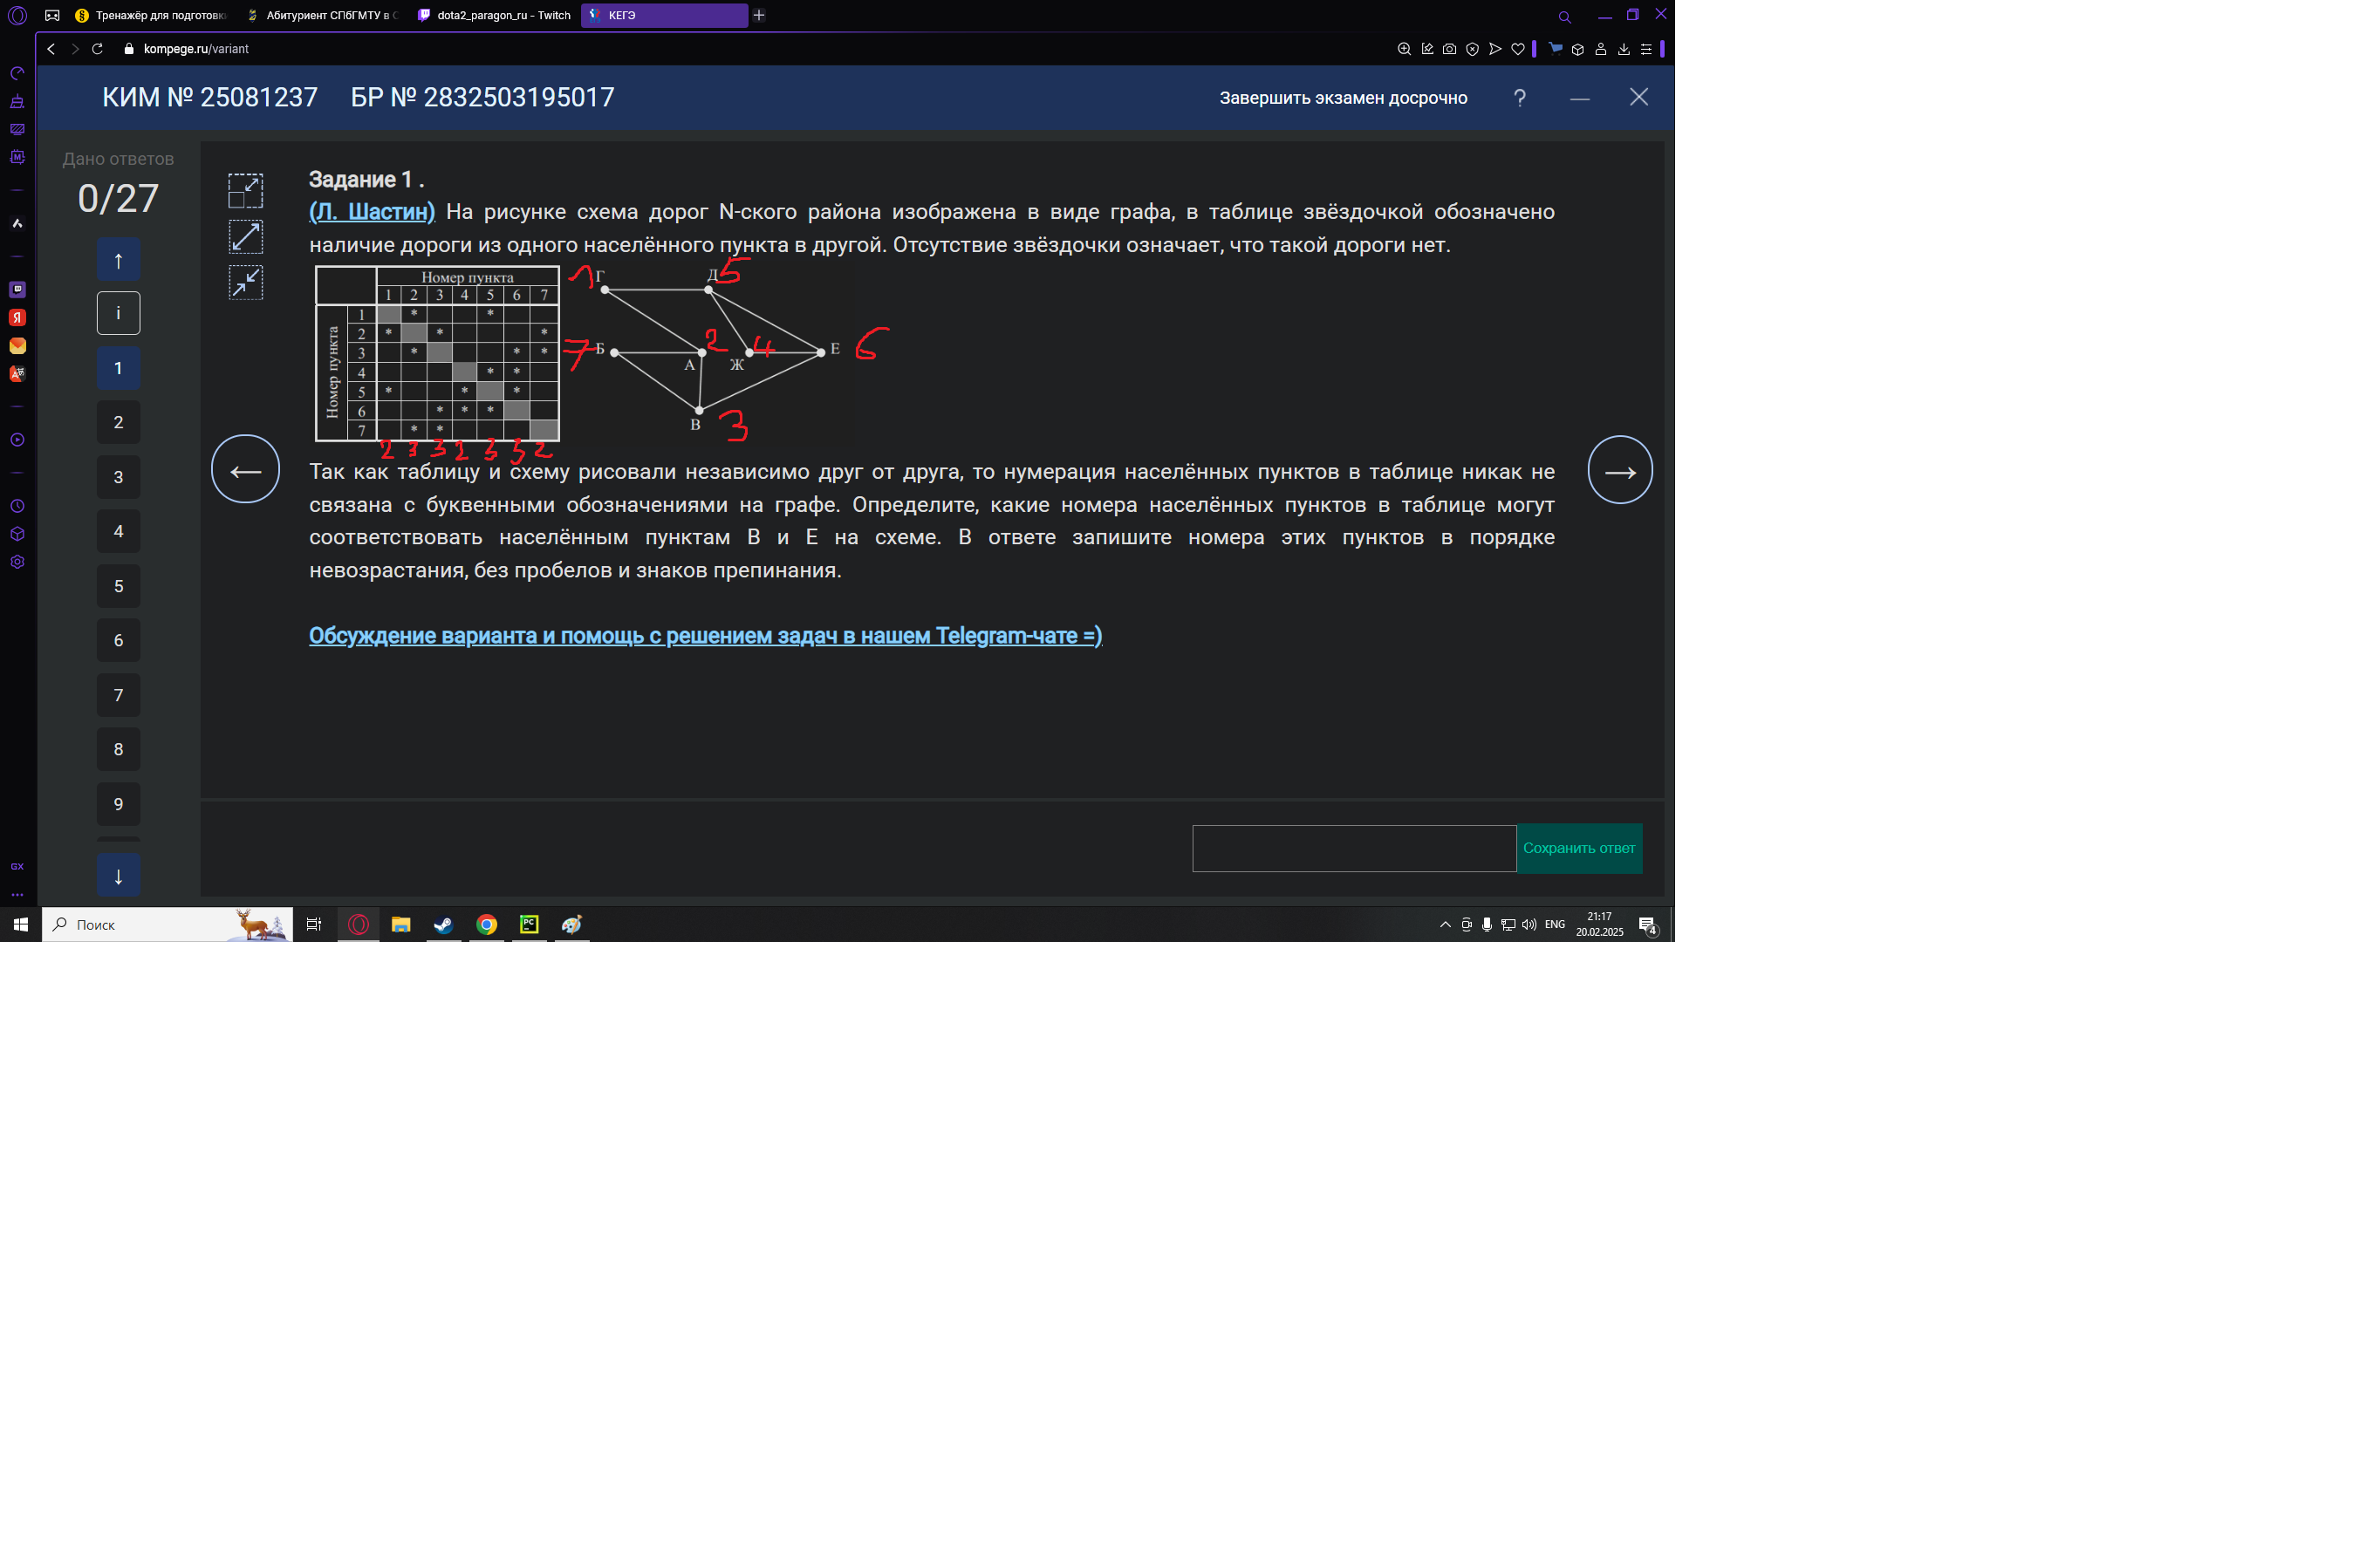 Тренажёр для подготовки
Абитуриент СПбГМТУ в С
dota2_paragon_ru - Twitch
КЕГЭ
kompege.ru/variant
КИМ № 25081237 БР № 2832503195017
Завершить экзамен досрочно ?
Дано ответов
0/27
↑
i
1
2
3
4
5
6
7
8
9
↓
Задание 1 .
(Л. Шастин) На рисунке схема дорог N-ского района изображена в виде графа, в таблице звёздочкой обозначено
наличие дороги из одного населённого пункта в другой. Отсутствие звёздочки означает, что такой дороги нет.
Номер пункта
1 2 3 4 5 6 7
Номер пункта
1 * *
2 * * *
3 * * *
4 * *
5 * * *
6 * * *
7 * *
2 3 3 2 3 3 2
1 Г Д 5
7 Б 2 А Ж 4 Е 6
В 3
Так как таблицу и схему рисовали независимо друг от друга, то нумерация населённых пунктов в таблице никак не
связана с буквенными обозначениями на графе. Определите, какие номера населённых пунктов в таблице могут
соответствовать населённым пунктам В и Е на схеме. В ответе запишите номера этих пунктов в порядке
невозрастания, без пробелов и знаков препинания.
Обсуждение варианта и помощь с решением задач в нашем Telegram-чате =)
Сохранить ответ
GX
Поиск
ENG
21:17
20.02.2025
4